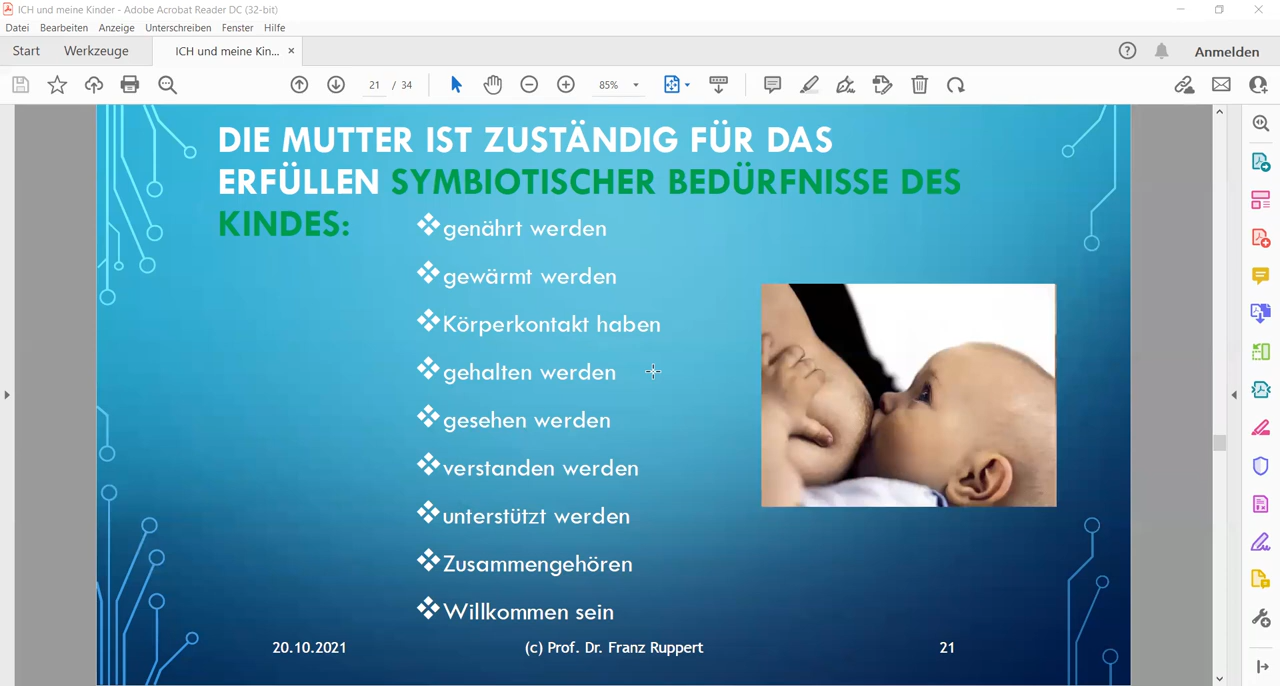 ICH und meine Kinder - Adobe Acrobat Reader DC (32-bit)
Datei Bearbeiten Anzeige Unterschreiben Fenster Hilfe
Start Werkzeuge ICH und meine Kin... × Anmelden
21 / 34 85%
DIE MUTTER IST ZUSTÄNDIG FÜR DAS
ERFÜLLEN SYMBIOTISCHER BEDÜRFNISSE DES
KINDES:
genährt werden
gewärmt werden
Körperkontakt haben
gehalten werden
gesehen werden
verstanden werden
unterstützt werden
Zusammengehören
Willkommen sein
20.10.2021 (c) Prof. Dr. Franz Ruppert 21